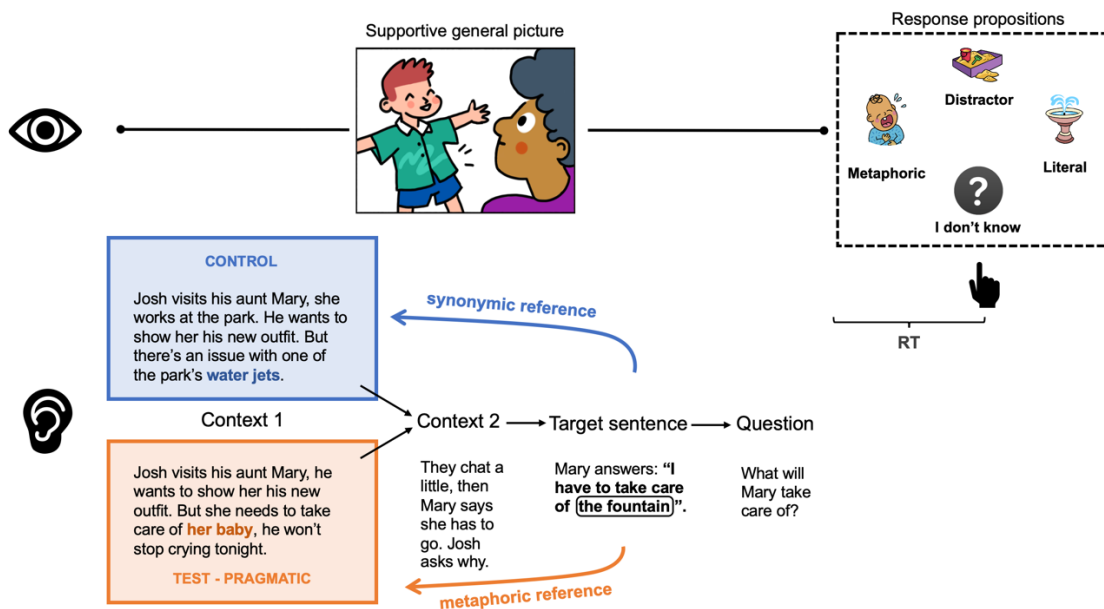 Supportive general picture
Response propositions
Distractor
Metaphoric
Literal
?
I don't know
RT
CONTROL
Josh visits his aunt Mary, she
works at the park. He wants to
show her his new outfit. But
there's an issue with one of
the park's water jets.
synonymic reference
Context 1
Context 2
Target sentence
Question
Josh visits his aunt Mary, he
wants to show her his new
outfit. But she needs to take
care of her baby, he won't
stop crying tonight.
TEST - PRAGMATIC
They chat a
little, then
Mary says
she has to
go. Josh
asks why.
Mary answers: "I
have to take care
of the fountain".
What will
Mary take
care of?
metaphoric reference